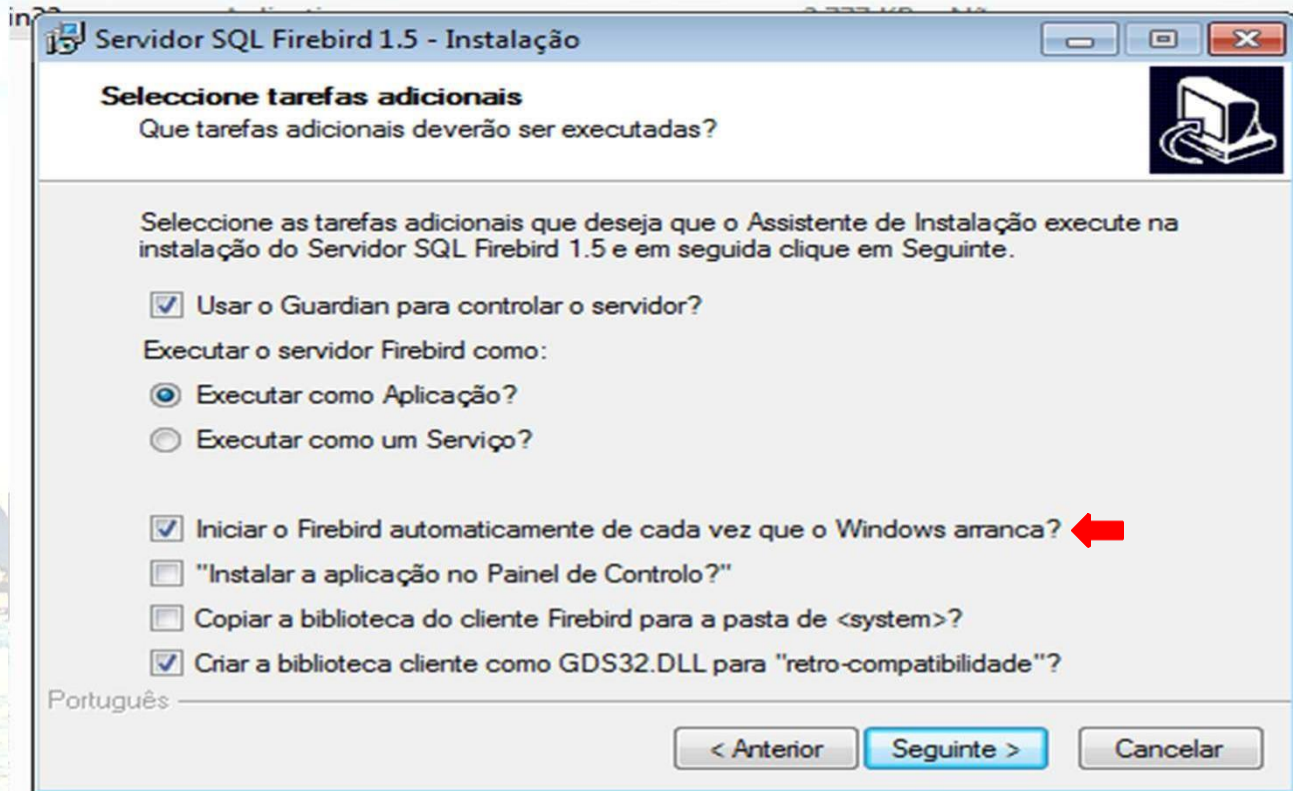 Servidor SQL Firebird 1.5 - Instalação
Seleccione tarefas adicionais
Que tarefas adicionais deverão ser executadas?
Seleccione as tarefas adicionais que deseja que o Assistente de Instalação execute na
instalação do Servidor SQL Firebird 1.5 e em seguida clique em Seguinte.
Usar o Guardian para controlar o servidor?
Executar o servidor Firebird como:
Executar como Aplicação?
Executar como um Serviço?
Iniciar o Firebird automaticamente de cada vez que o Windows arranca?
"Instalar a aplicação no Painel de Controlo?"
Copiar a biblioteca do cliente Firebird para a pasta de <system>?
Criar a biblioteca cliente como GDS32.DLL para "retro-compatibilidade"?
Português
< Anterior
Seguinte >
Cancelar